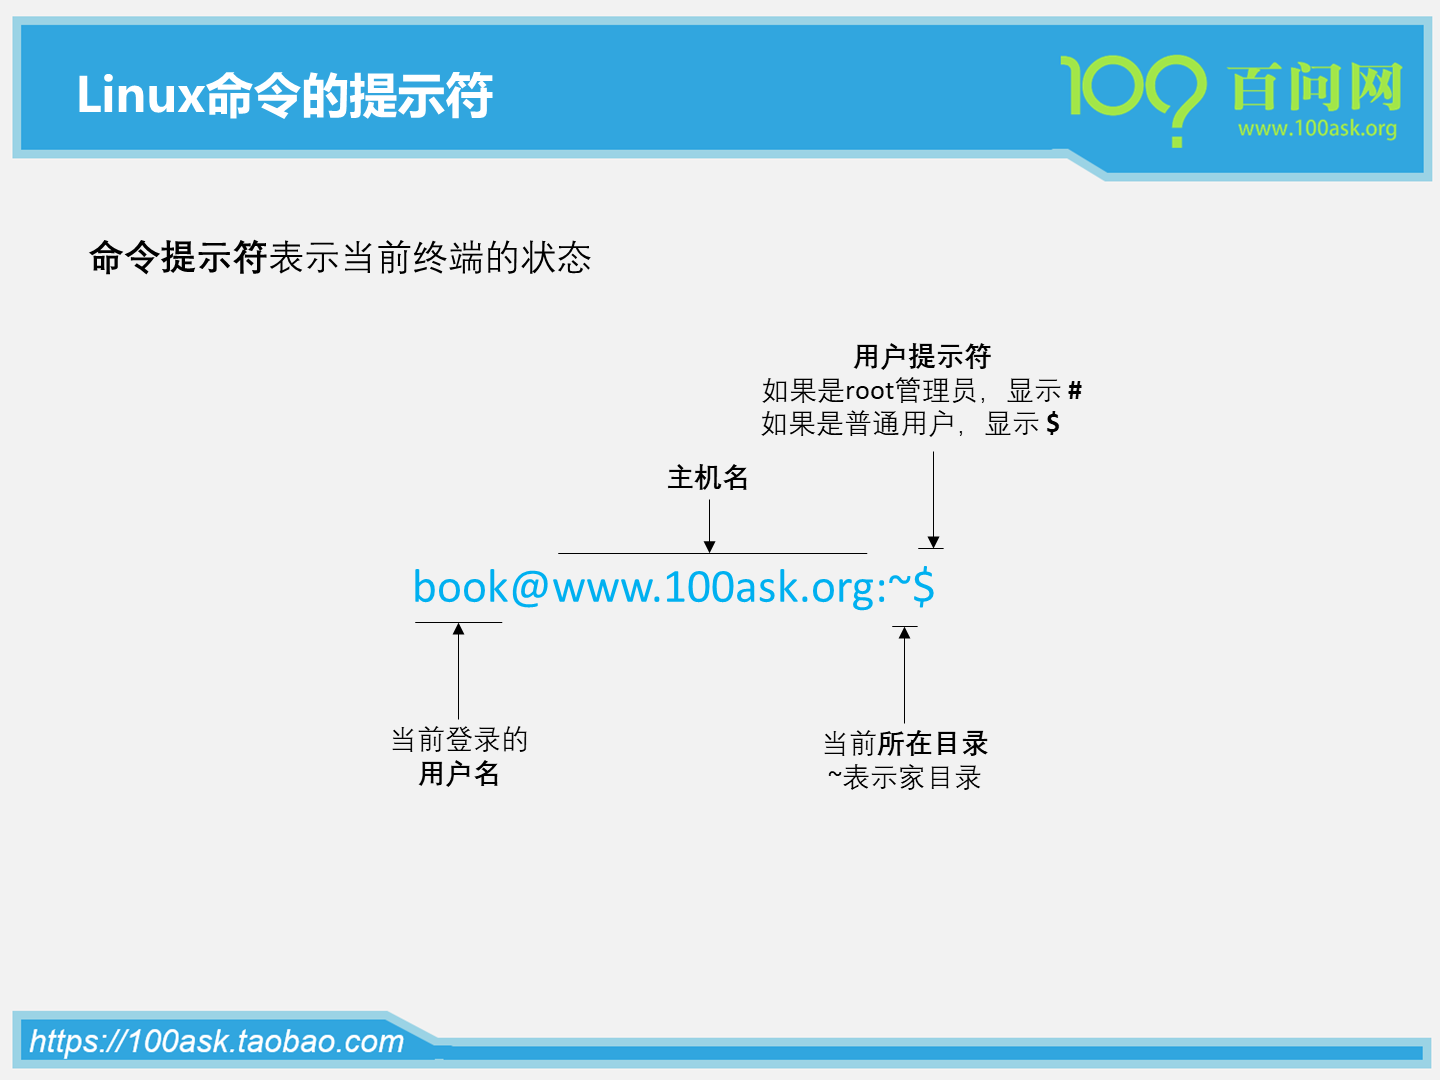 Linux命令的提示符
100?
百问网
www.100ask.org
命令提示符表示当前终端的状态
用户提示符
如果是root管理员，显示 #
如果是普通用户，显示 $
主机名
book@www.100ask.org:~$
当前登录的
用户名
当前所在目录
~表示家目录
https://100ask.taobao.com